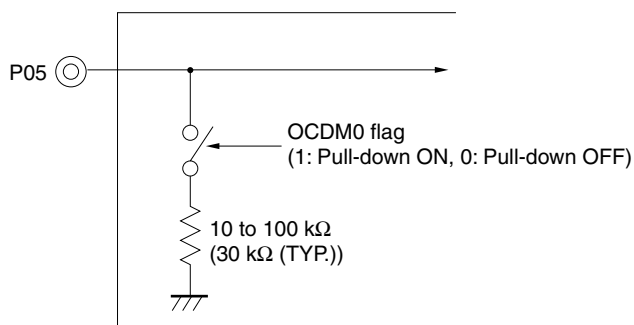 P05
OCDM0 flag
(1: Pull-down ON, 0: Pull-down OFF)
10 to 100 kΩ
(30 kΩ (TYP.))